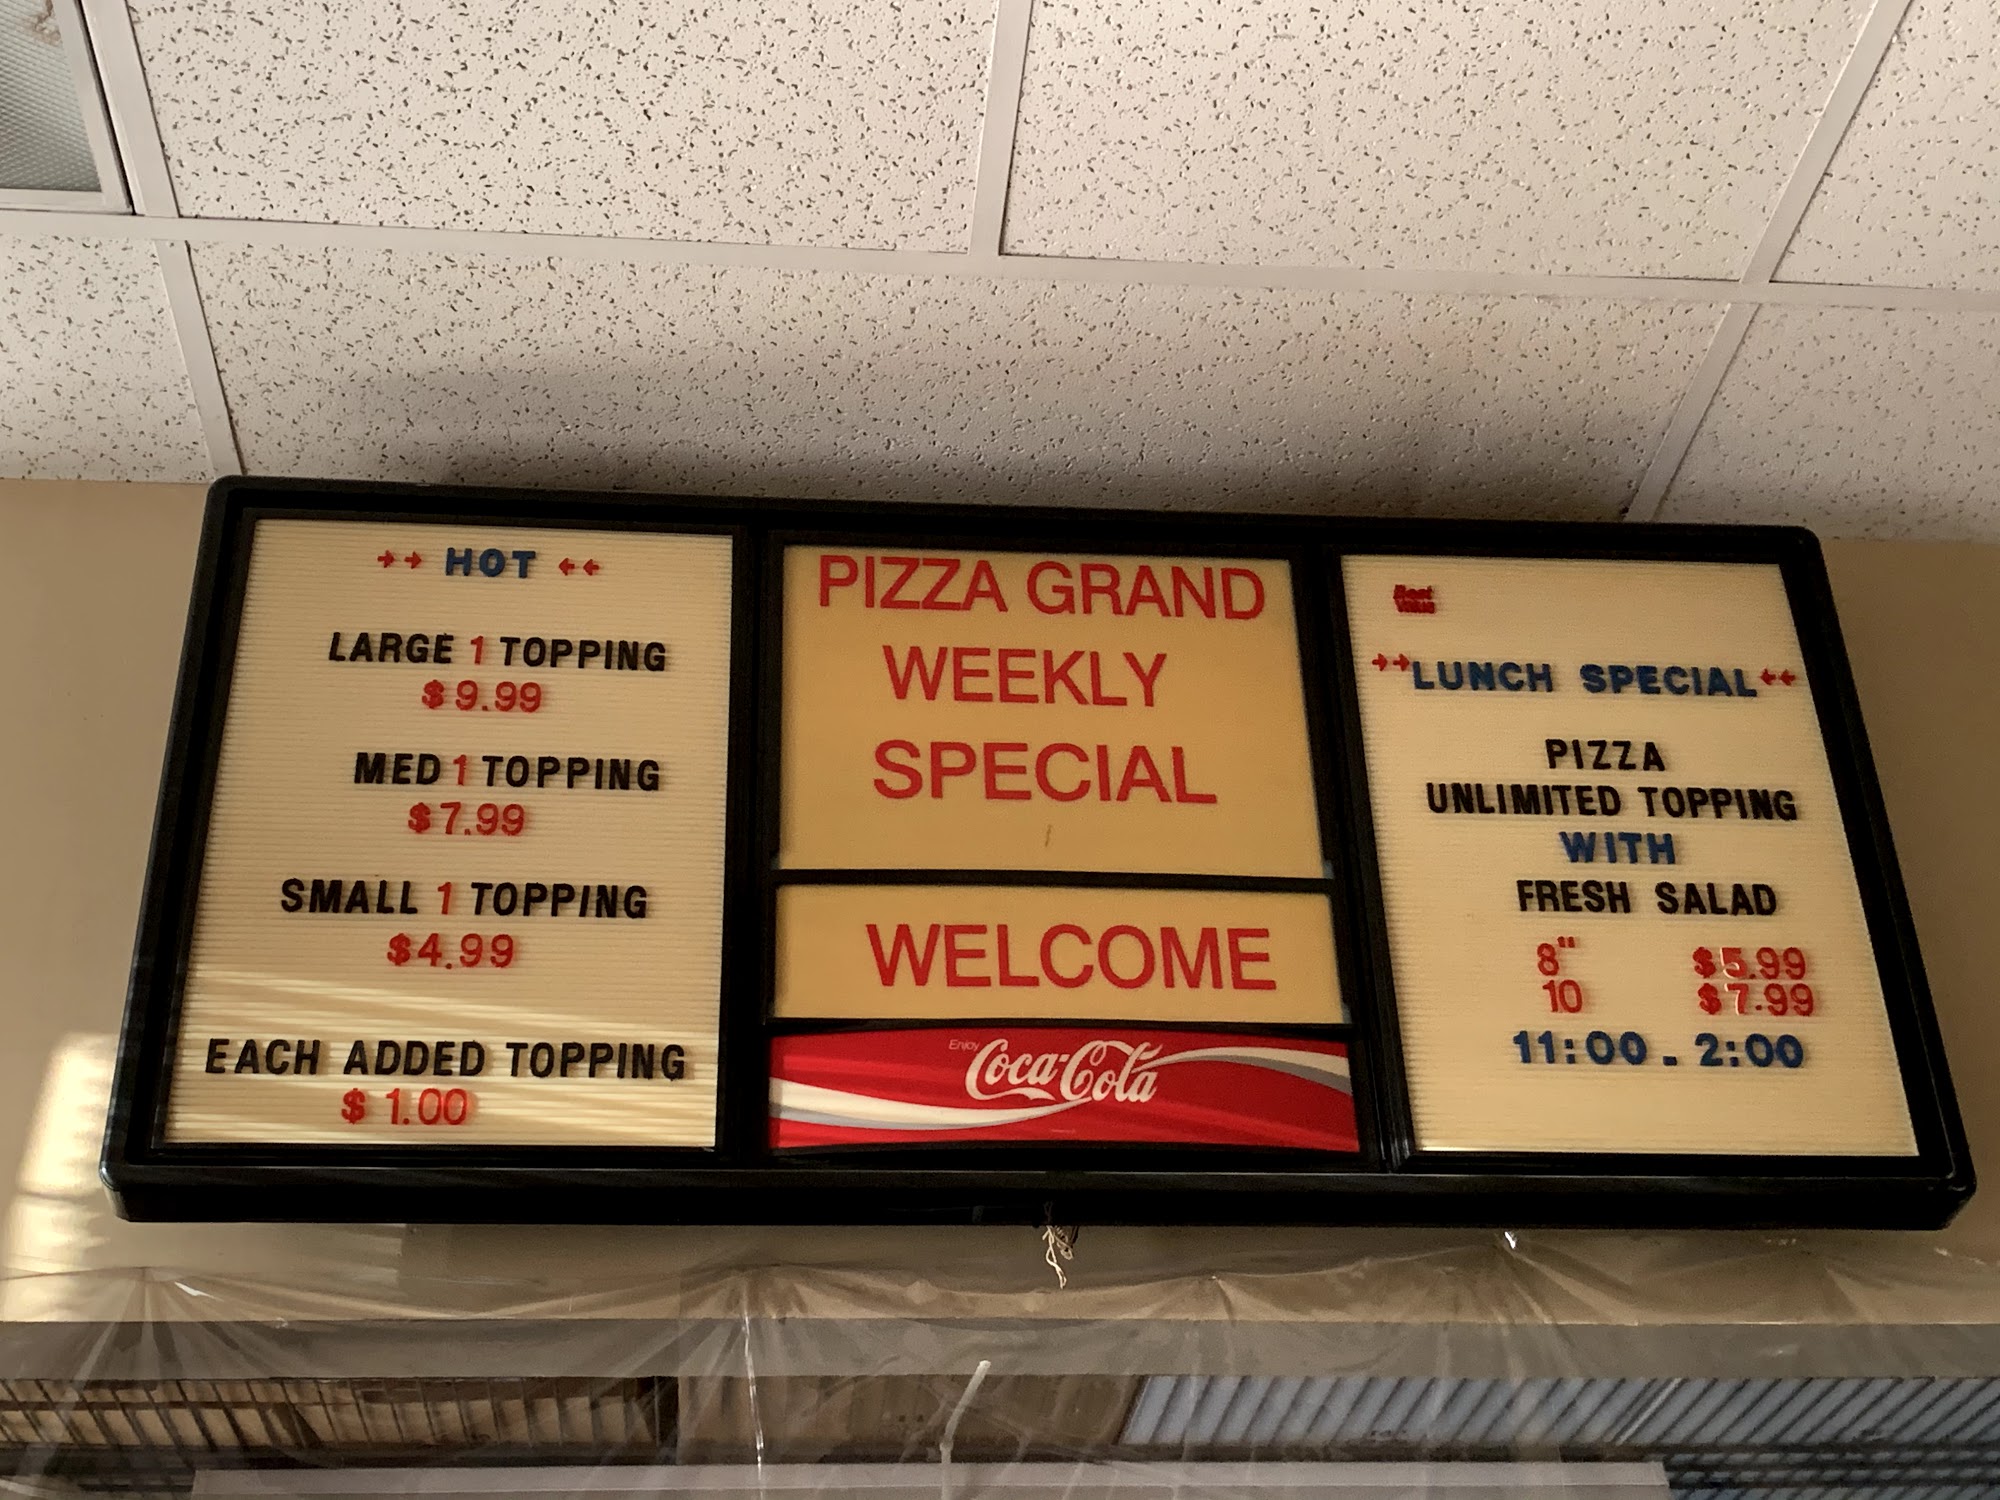 HOT
LARGE 1 TOPPING
$9.99
MED 1 TOPPING
$7.99
SMALL 1 TOPPING
$4.99
EACH ADDED TOPPING
$ 1.00
PIZZA GRAND
WEEKLY
SPECIAL
WELCOME
Enjoy
Coca-Cola
Best
Value
LUNCH SPECIAL
PIZZA
UNLIMITED TOPPING
WITH
FRESH SALAD
8" $5.99
10 $7.99
11:00 - 2:00